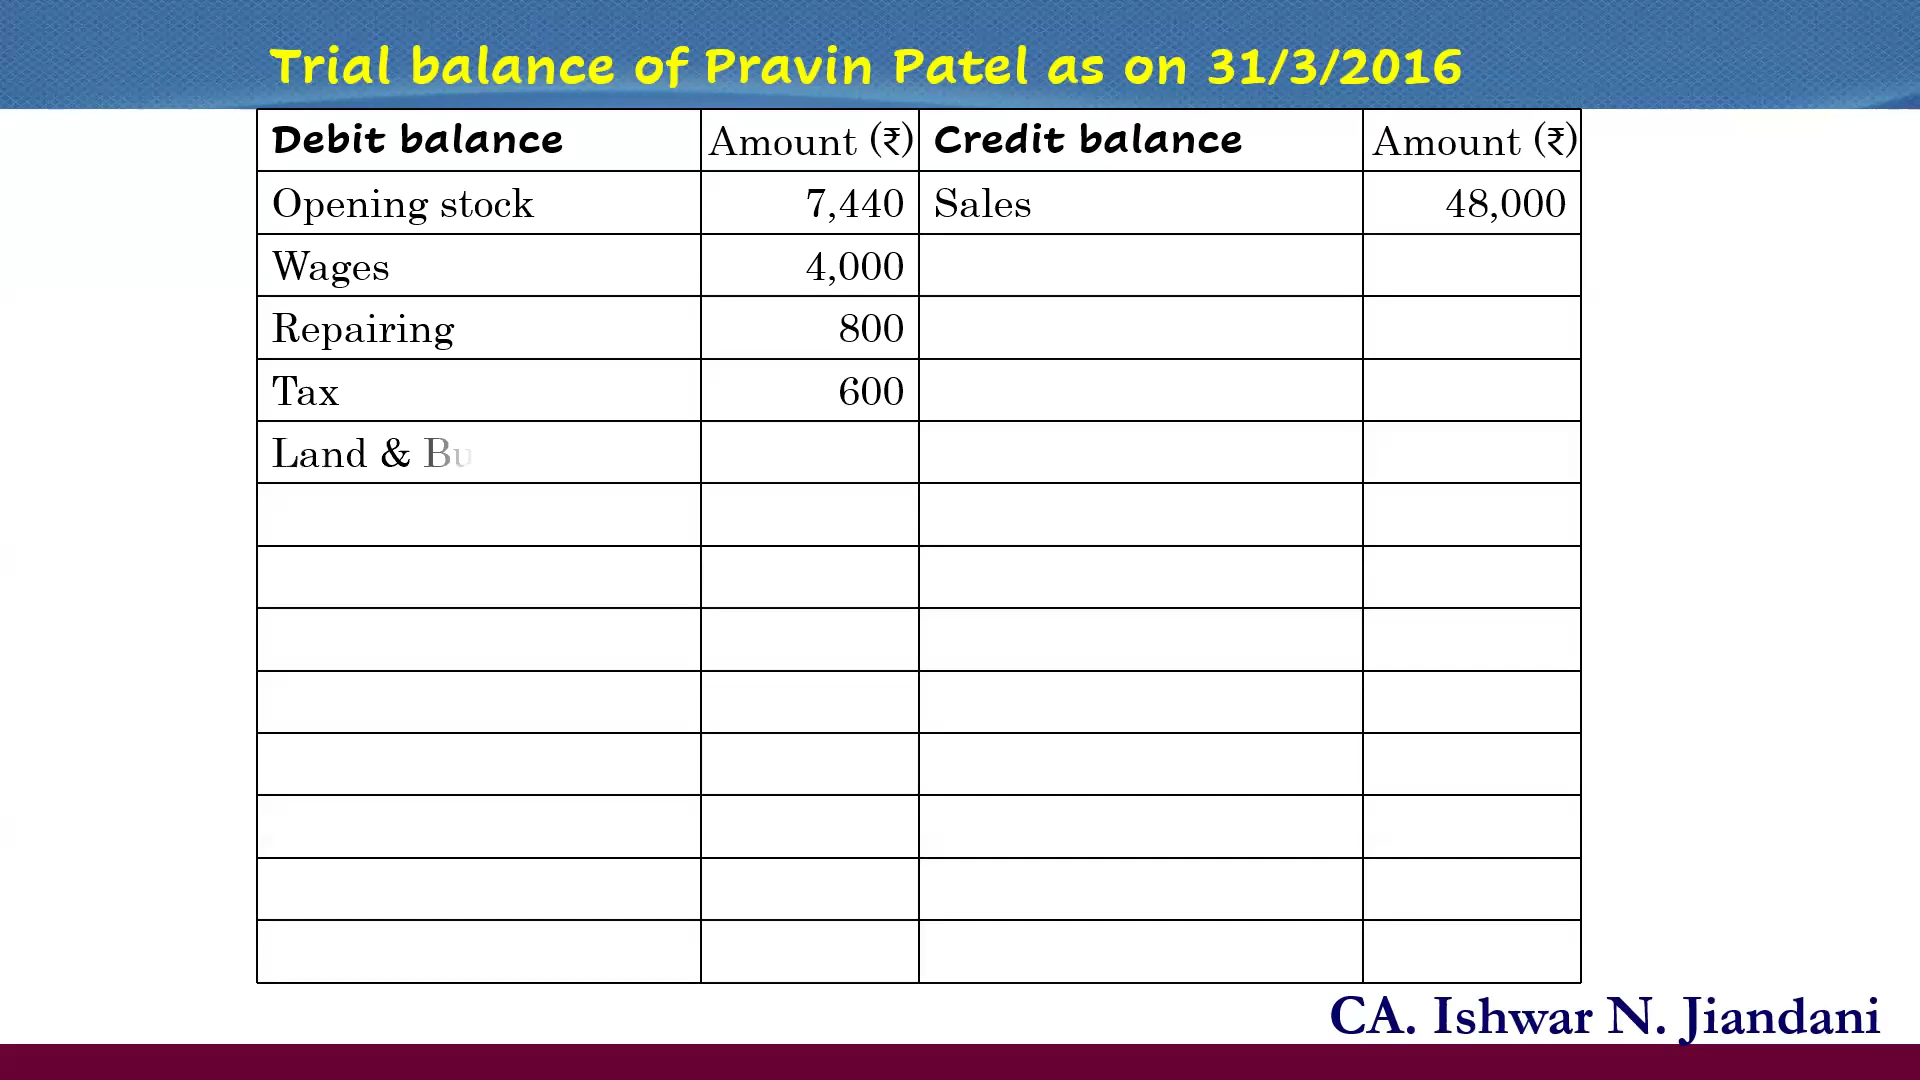 Trial balance of Pravin Patel as on 31/3/2016
Debit balance Amount (₹) Credit balance Amount (₹)
Opening stock 7,440 Sales 48,000
Wages 4,000
Repairing 800
Tax 600
Land & Bu
CA. Ishwar N. Jiandani